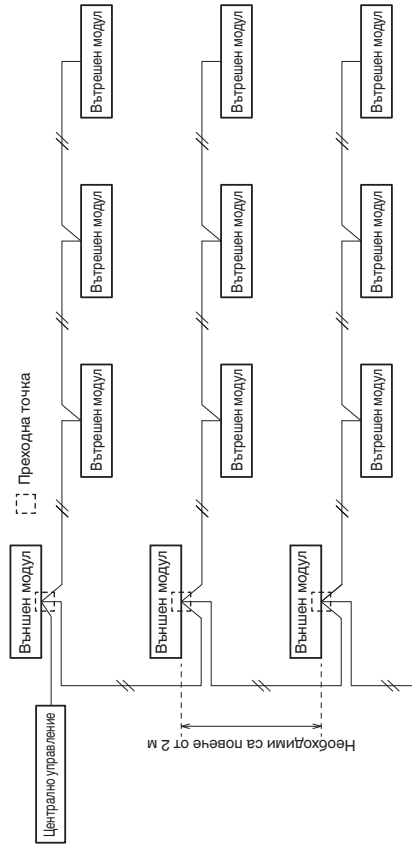 Преходна точка
Централно управление
Външен модул
Вътрешен модул
Вътрешен модул
Вътрешен модул
Външен модул
Вътрешен модул
Вътрешен модул
Вътрешен модул
Външен модул
Вътрешен модул
Вътрешен модул
Вътрешен модул
Необходими са повече от 2 м